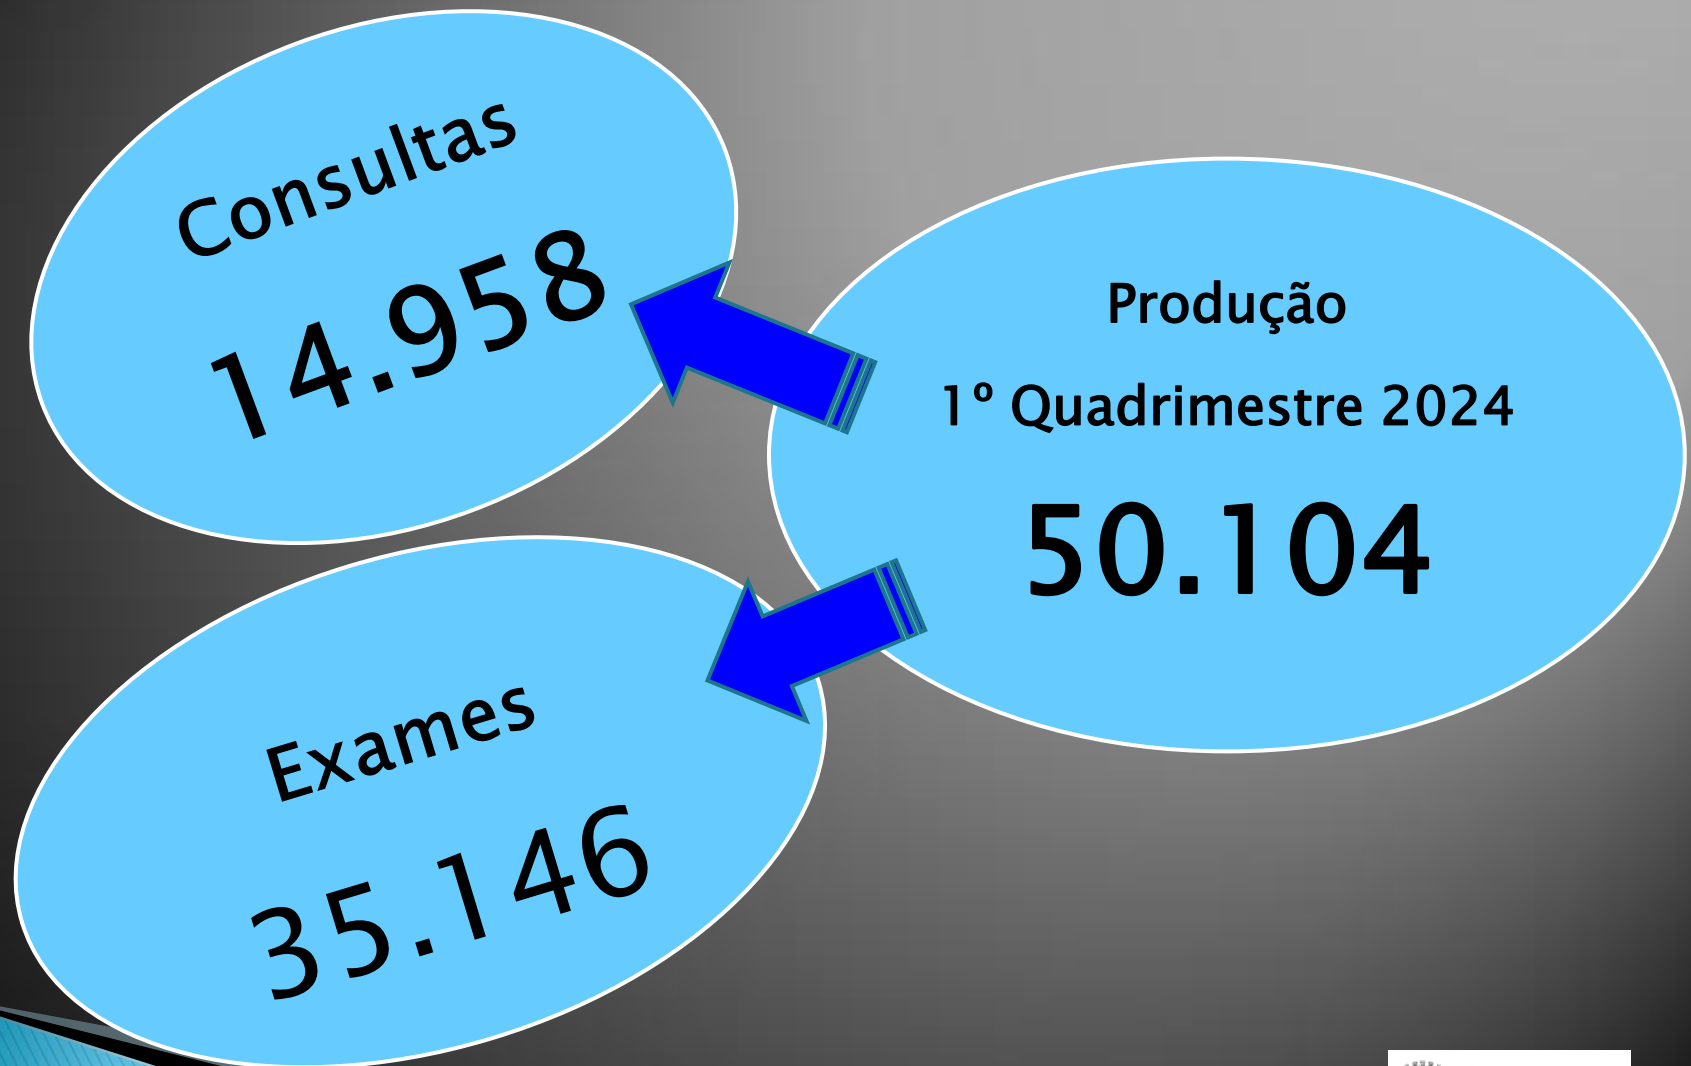 Consultas
14.958
Produção
1º Quadrimestre 2024
50.104
Exames
35.146